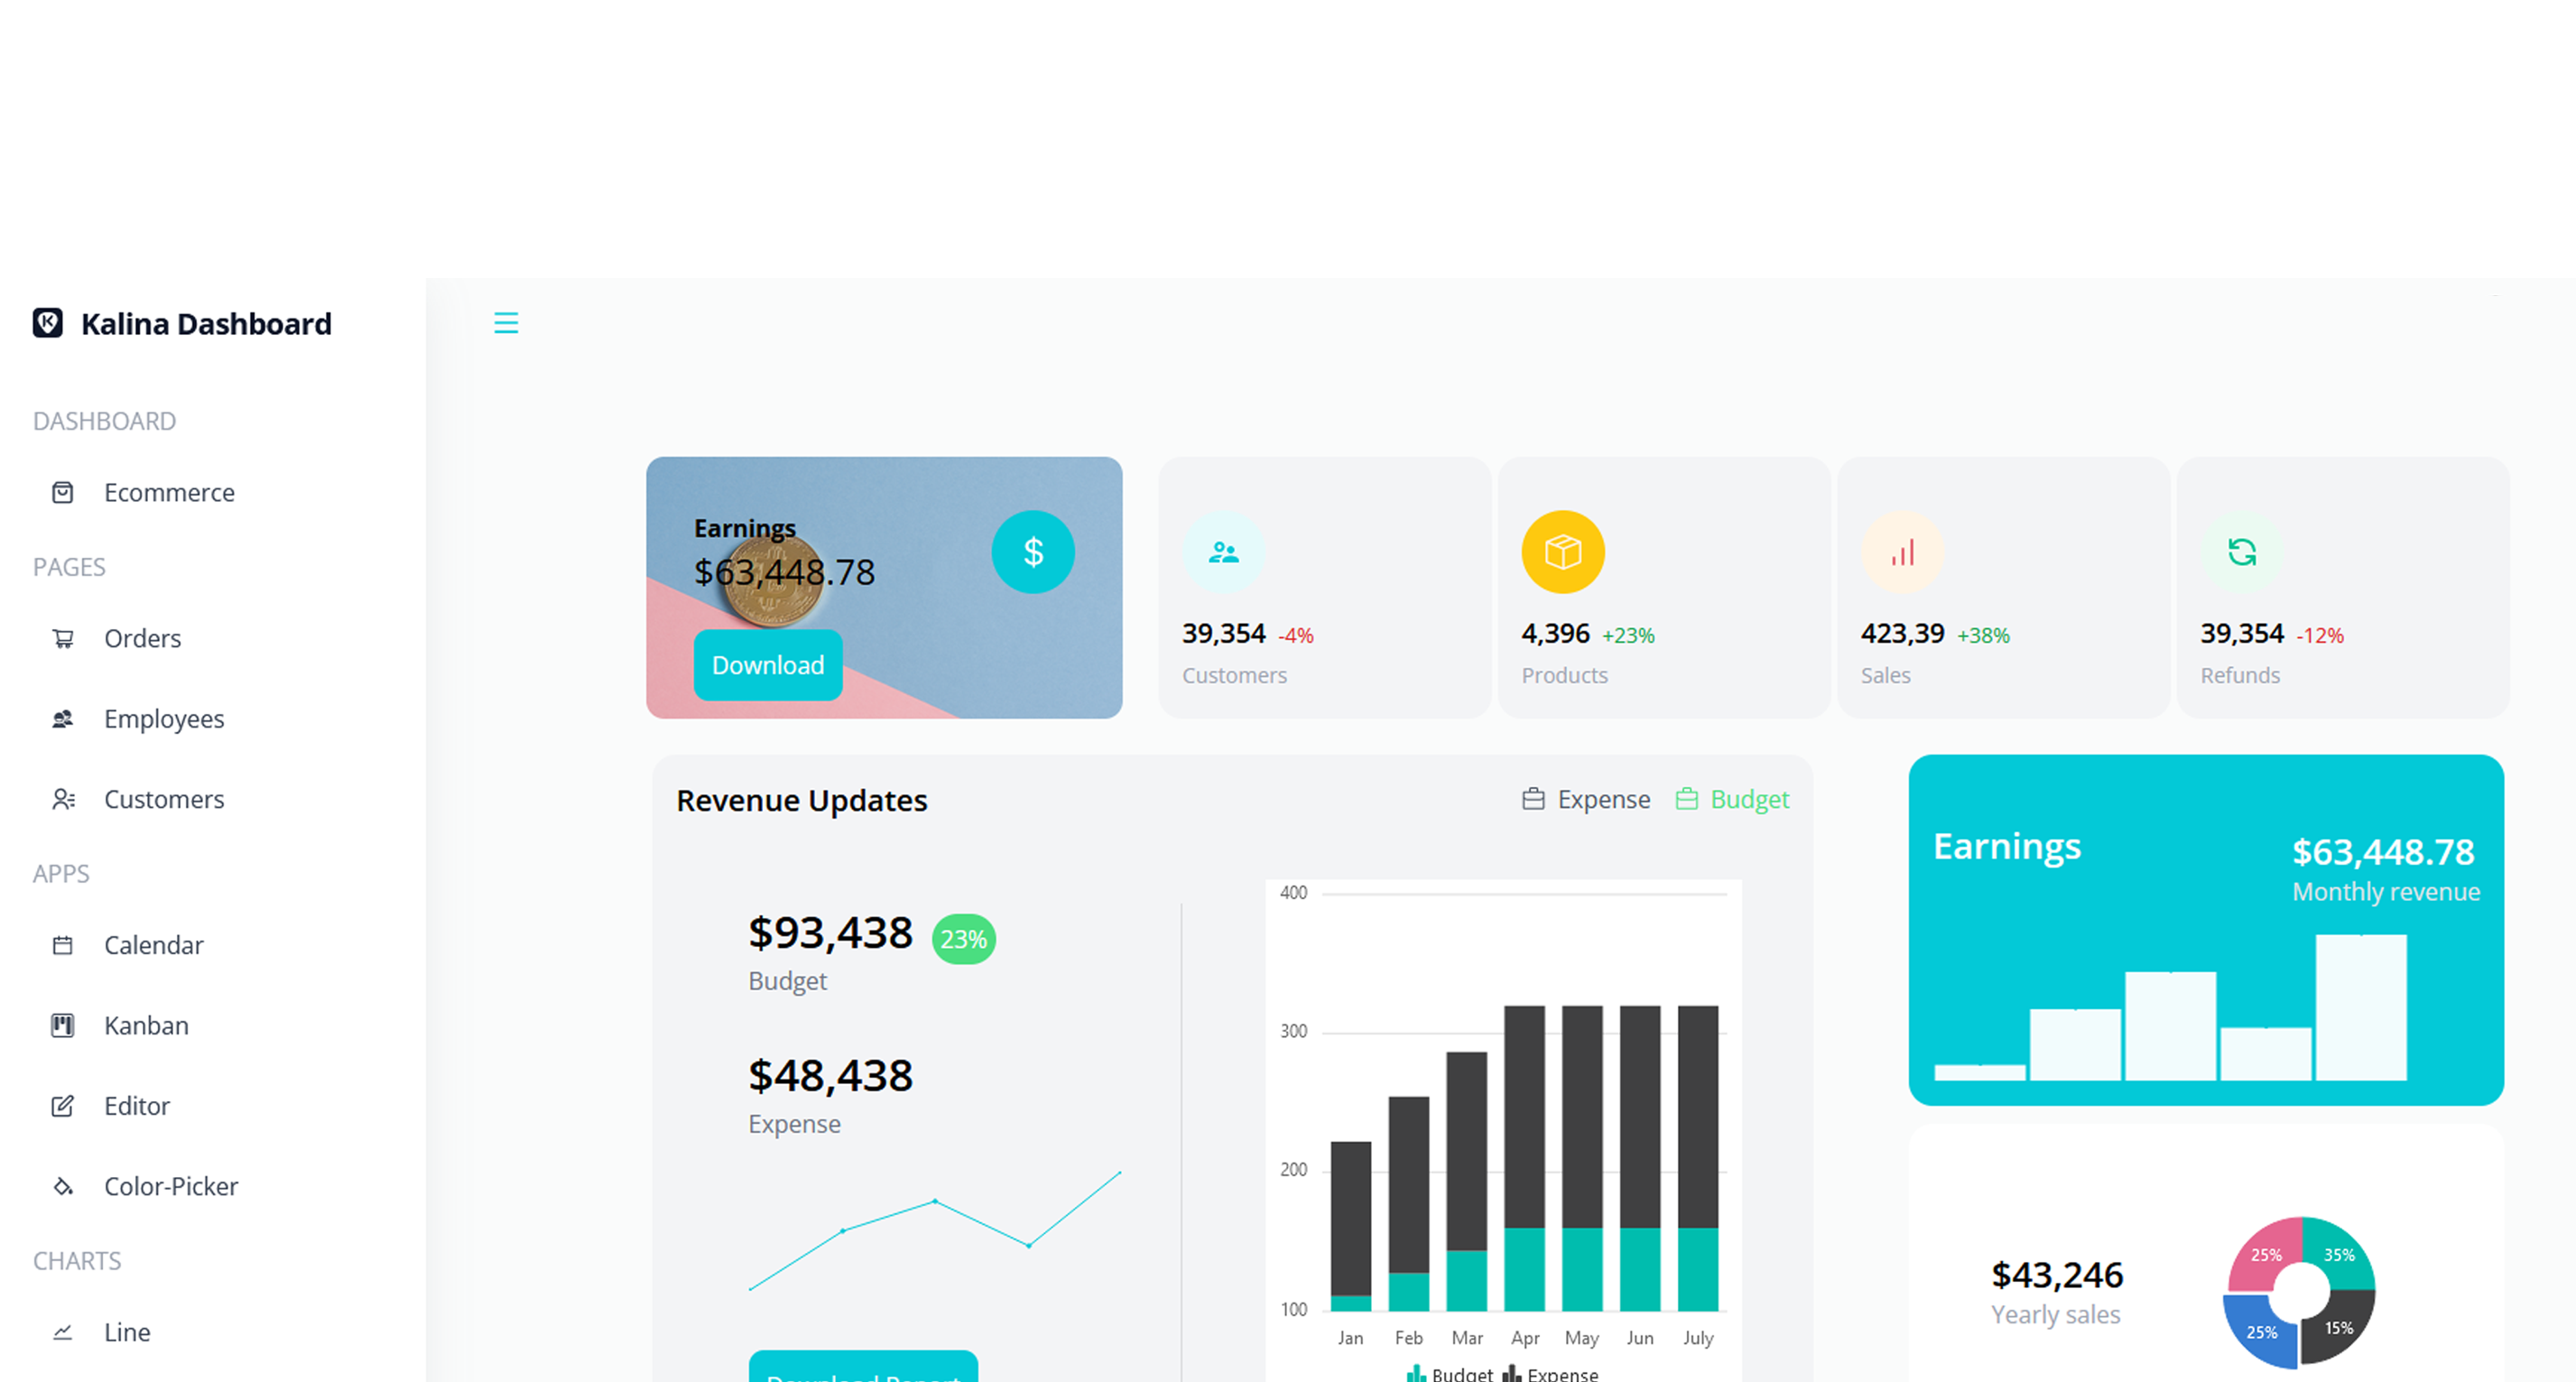 Kalina Dashboard
DASHBOARD
Ecommerce
PAGES
Orders
Employees
Customers
APPS
Calendar
Kanban
Editor
Color-Picker
CHARTS
Line
Earnings
$63,448.78
$
Download
39,354 -4%
Customers
4,396 +23%
Products
423,39 +38%
Sales
39,354 -12%
Refunds
Revenue Updates
Expense Budget
$93,438 23%
Budget
$48,438
Expense
Download Report
400
300
200
100
Jan Feb Mar Apr May Jun July
Budget Expense
Earnings
$63,448.78
Monthly revenue
$43,246
Yearly sales
25% 35%
25% 15%